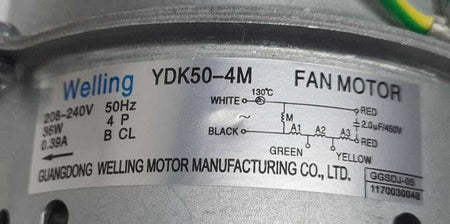 Welling YDK50-4M FAN MOTOR
208-240V 50Hz
36W 4 P
0.39A B CL
130℃
WHITE RED
~ M 2.0μF/450V
BLACK A1 A2 A3 RED
GREEN YELLOW
GUANGDONG WELLING MOTOR MANUFACTURING CO., LTD.
GGSDJ-05
1170030048